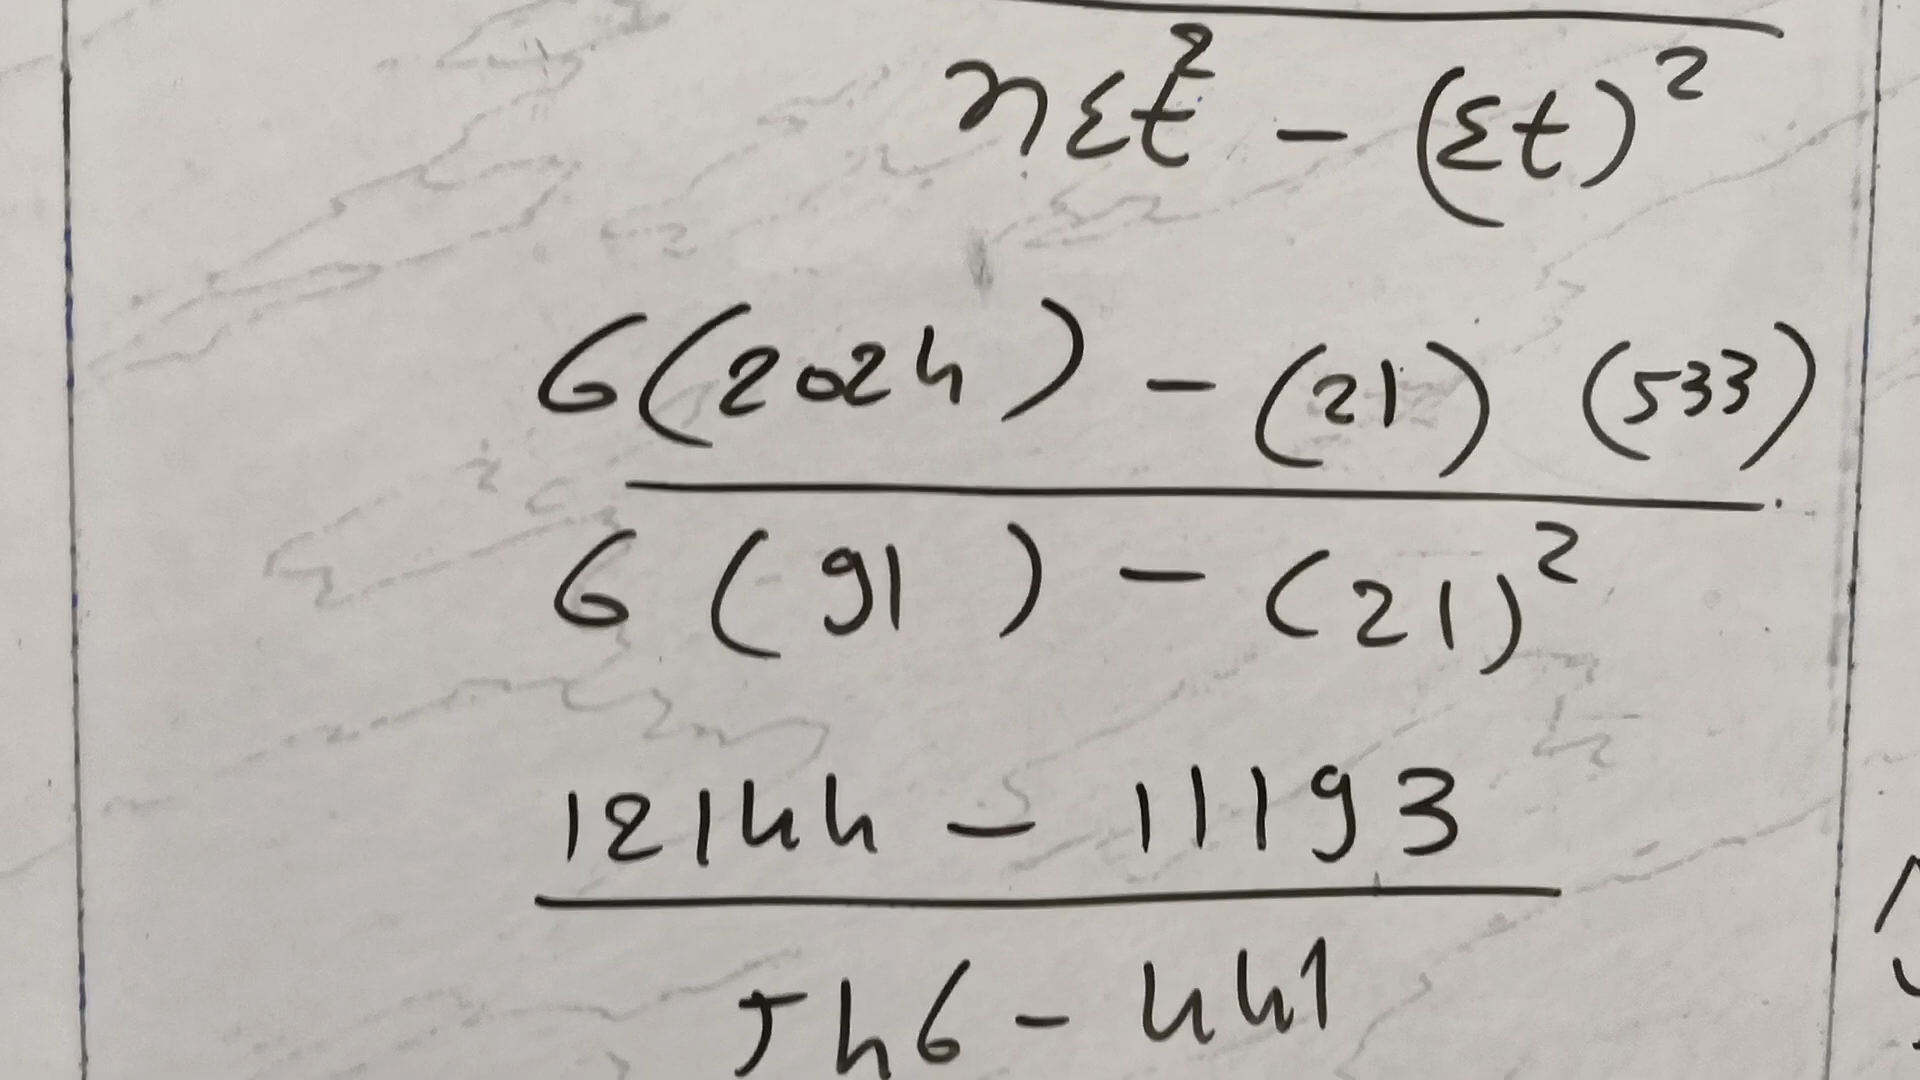 nΣt² - (Σt)²
6(2024) - (21) (533)
6 (91) - (21)²
12144 - 11193
546 - 441